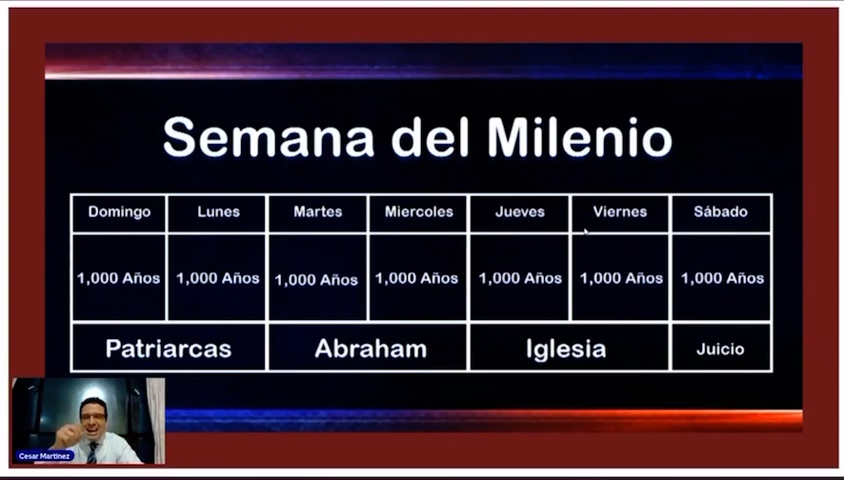 Semana del Milenio
Domingo Lunes Martes Miercoles Jueves Viernes Sábado
1,000 Años 1,000 Años 1,000 Años 1,000 Años 1,000 Años 1,000 Años 1,000 Años
Patriarcas Abraham Iglesia Juicio
Cesar Martinez